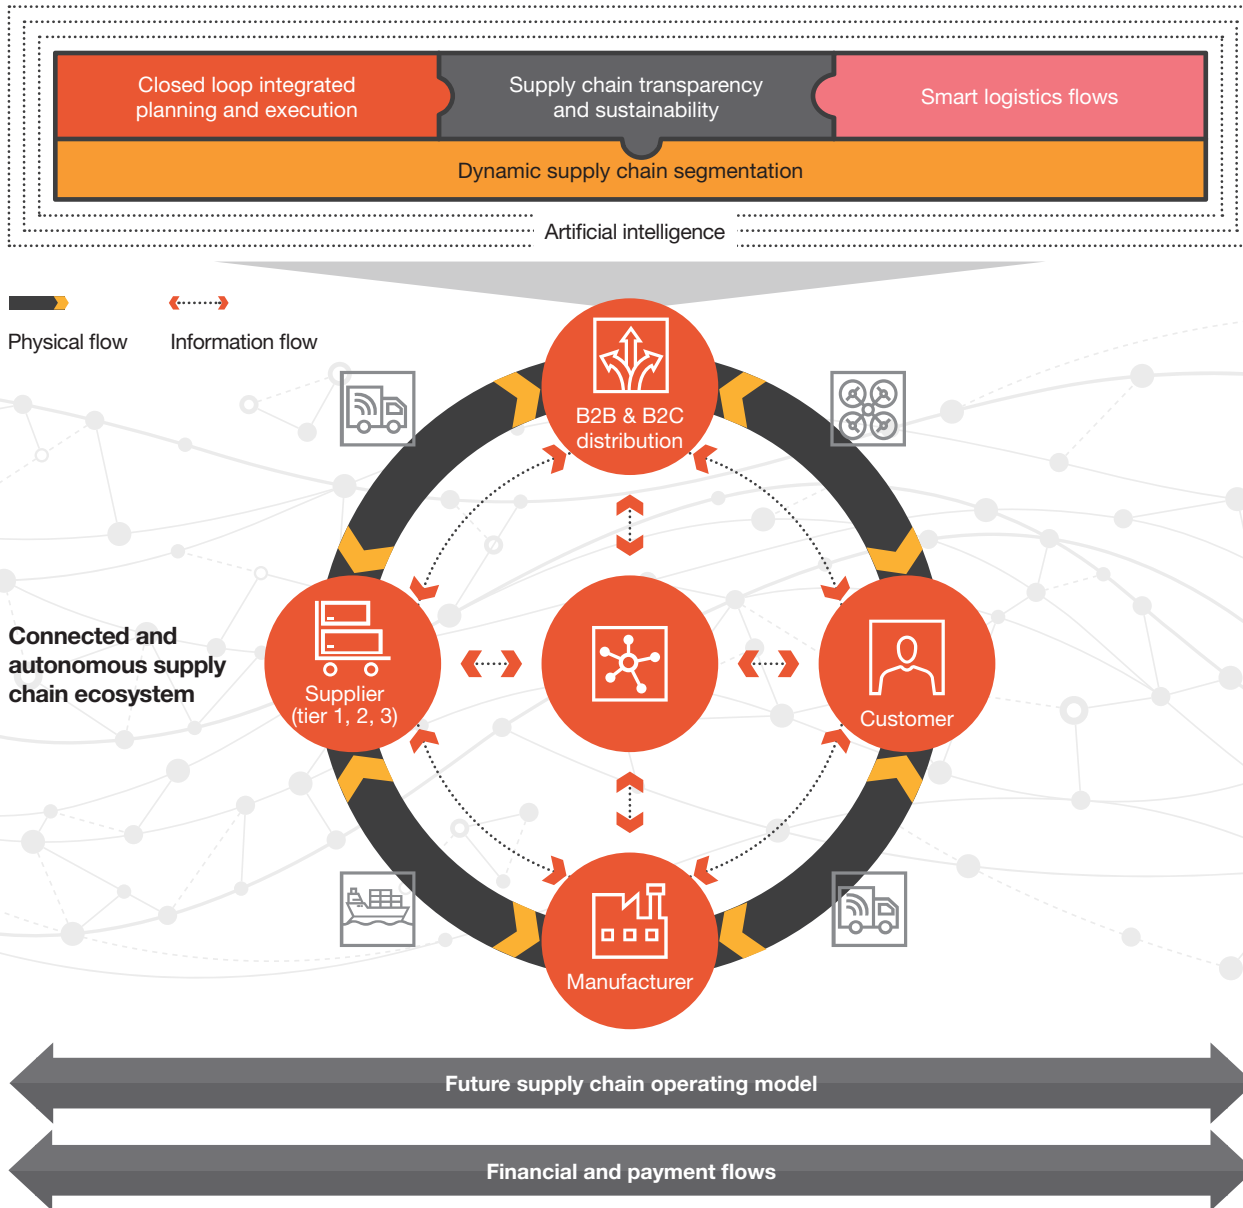 Closed loop integrated
planning and execution
Supply chain transparency
and sustainability
Smart logistics flows
Dynamic supply chain segmentation
Artificial intelligence
Physical flow
Information flow
B2B & B2C
distribution
Connected and
autonomous supply
chain ecosystem
Supplier
(tier 1, 2, 3)
Customer
Manufacturer
Future supply chain operating model
Financial and payment flows